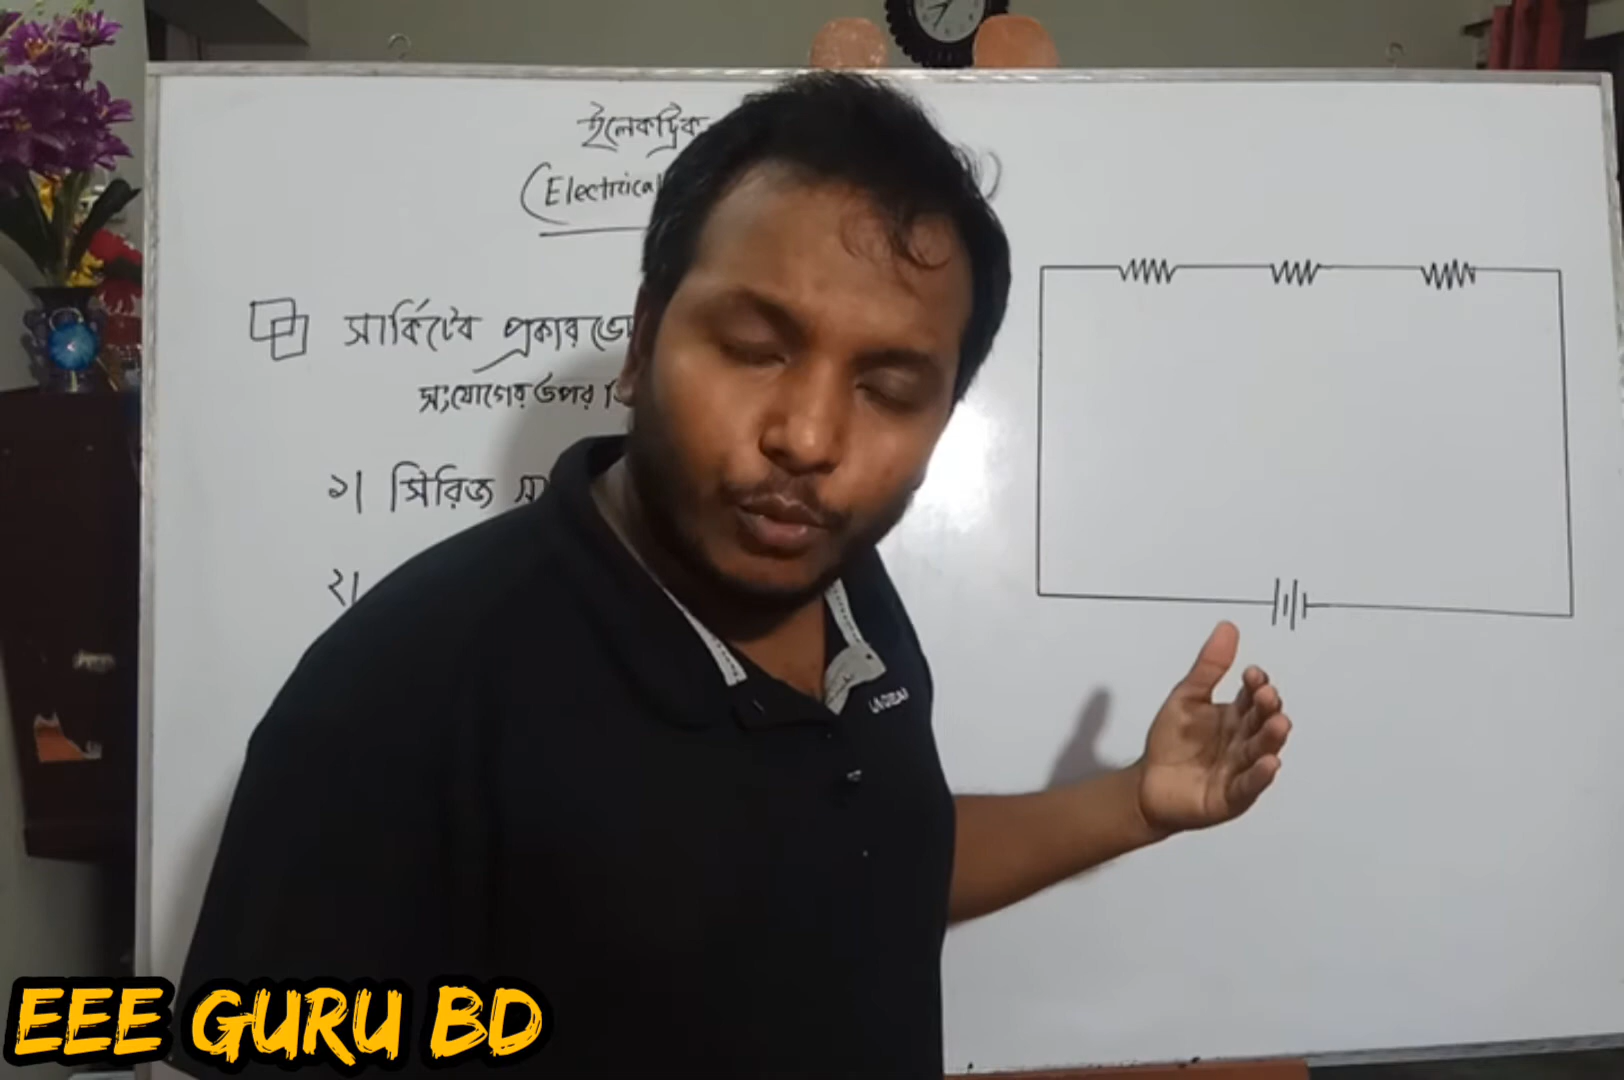 ইলেকট্রিক
(Electrical
সার্কিটের প্রকারভে
সংযোগের উপর
১। সিরিজ
২।
EEE GURU BD